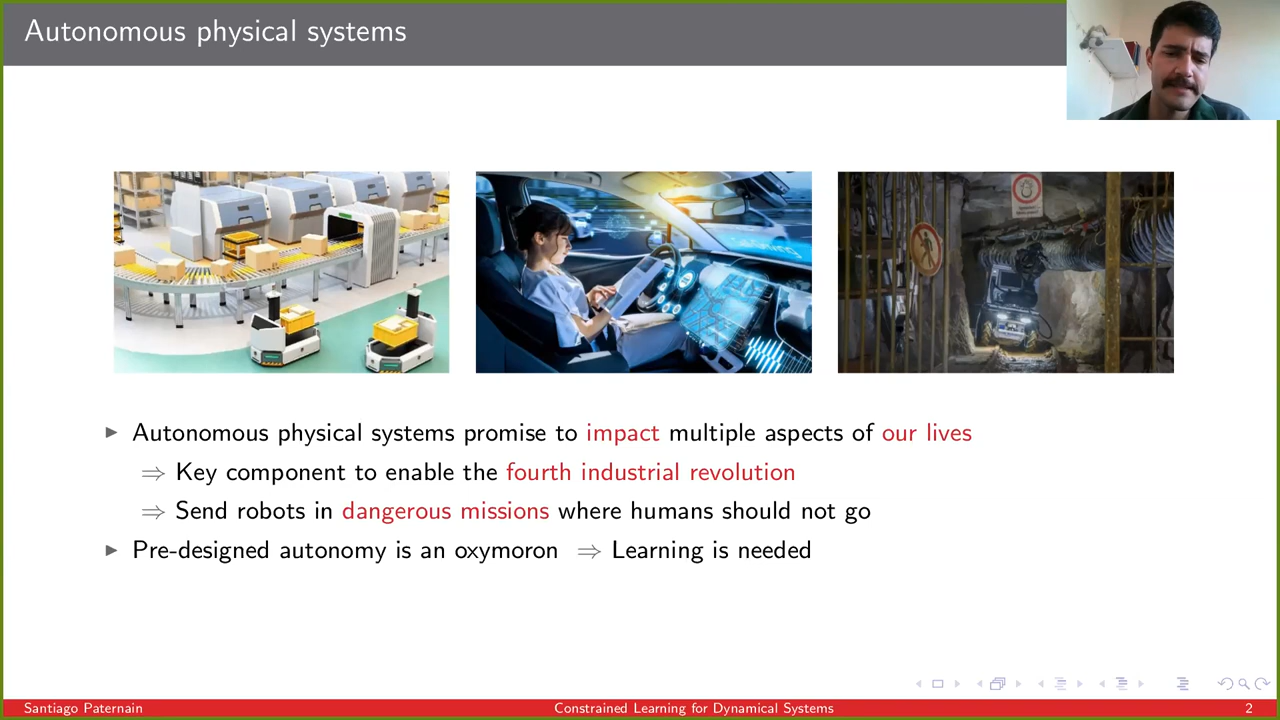 Autonomous physical systems
▶ Autonomous physical systems promise to impact multiple aspects of our lives
⇒ Key component to enable the fourth industrial revolution
⇒ Send robots in dangerous missions where humans should not go
▶ Pre-designed autonomy is an oxymoron ⇒ Learning is needed
Santiago Paternain
Constrained Learning for Dynamical Systems
2